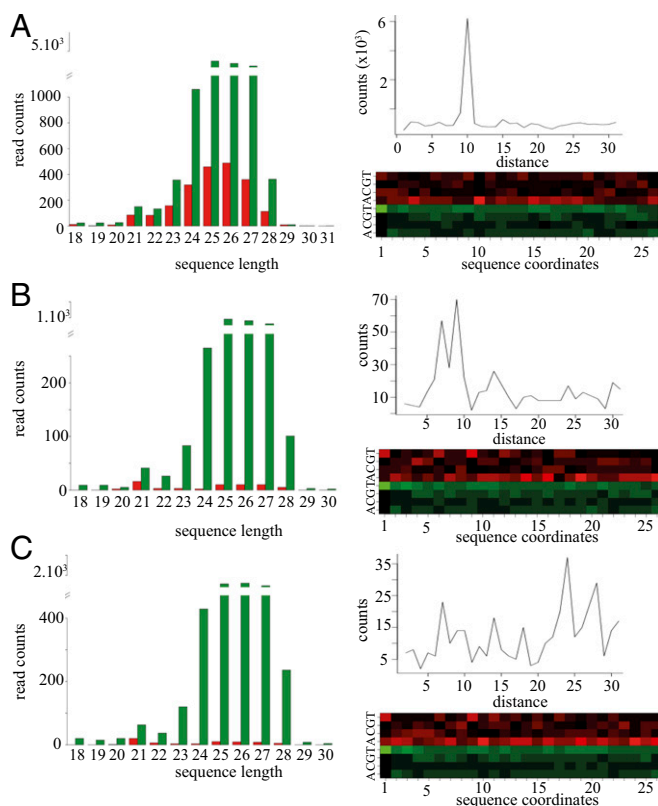 A
5.10³
read counts
1000
800
600
400
200
0
18 19 20 21 22 23 24 25 26 27 28 29 30 31
sequence length
counts (x10³)
6
2
0 5 10 15 20 25 30
distance
ACGTACGT
1 5 10 15 20 25
sequence coordinates
B
1.10³
read counts
200
100
0
18 19 20 21 22 23 24 25 26 27 28 29 30
sequence length
counts
70
50
30
10
5 10 15 20 25 30
distance
ACGTACGT
1 5 10 15 20 25
sequence coordinates
C
2.10³
read counts
400
200
0
18 19 20 21 22 23 24 25 26 27 28 29 30
sequence length
counts
35
25
15
5
5 10 15 20 25 30
distance
ACGTACGT
1 5 10 15 20 25
sequence coordinates